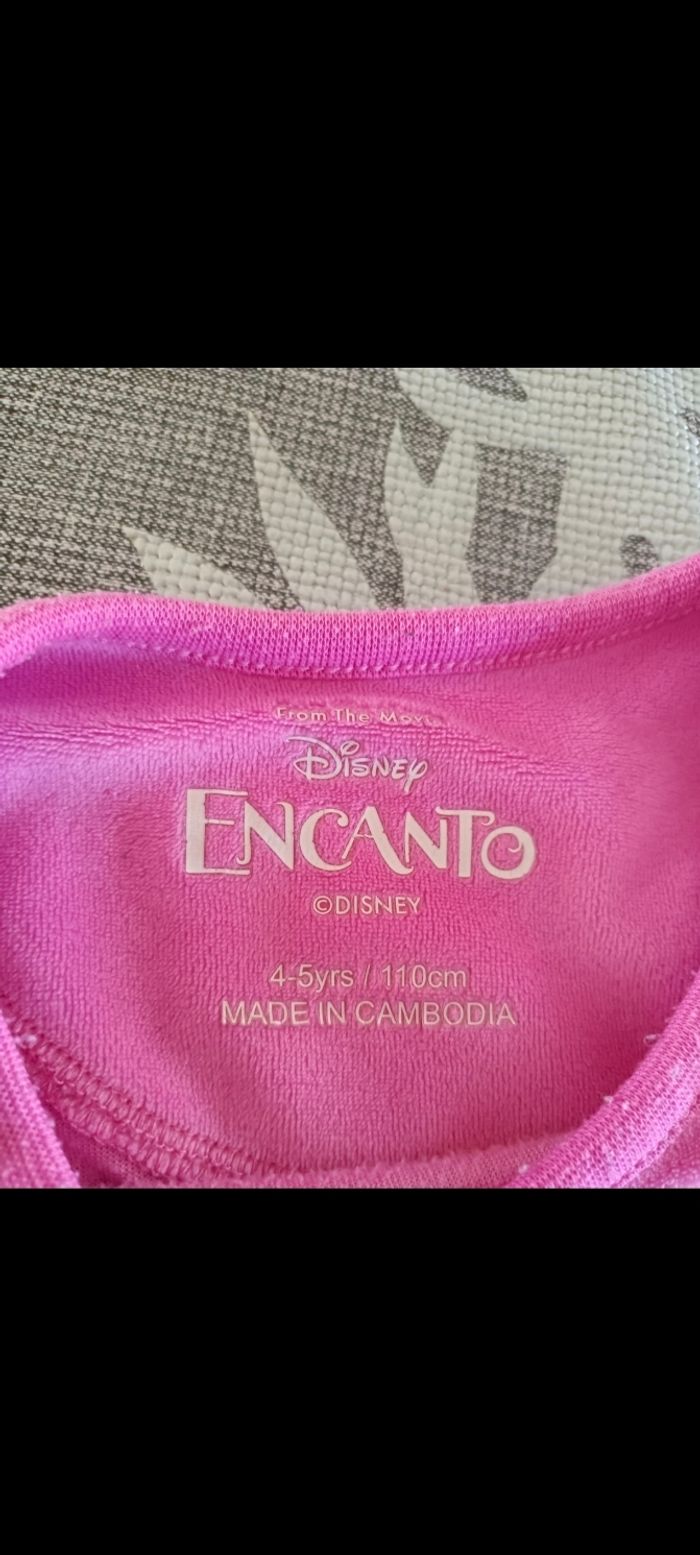 From The Movie
Disney
ENCANTO
©DISNEY
4-5yrs / 110cm
MADE IN CAMBODIA